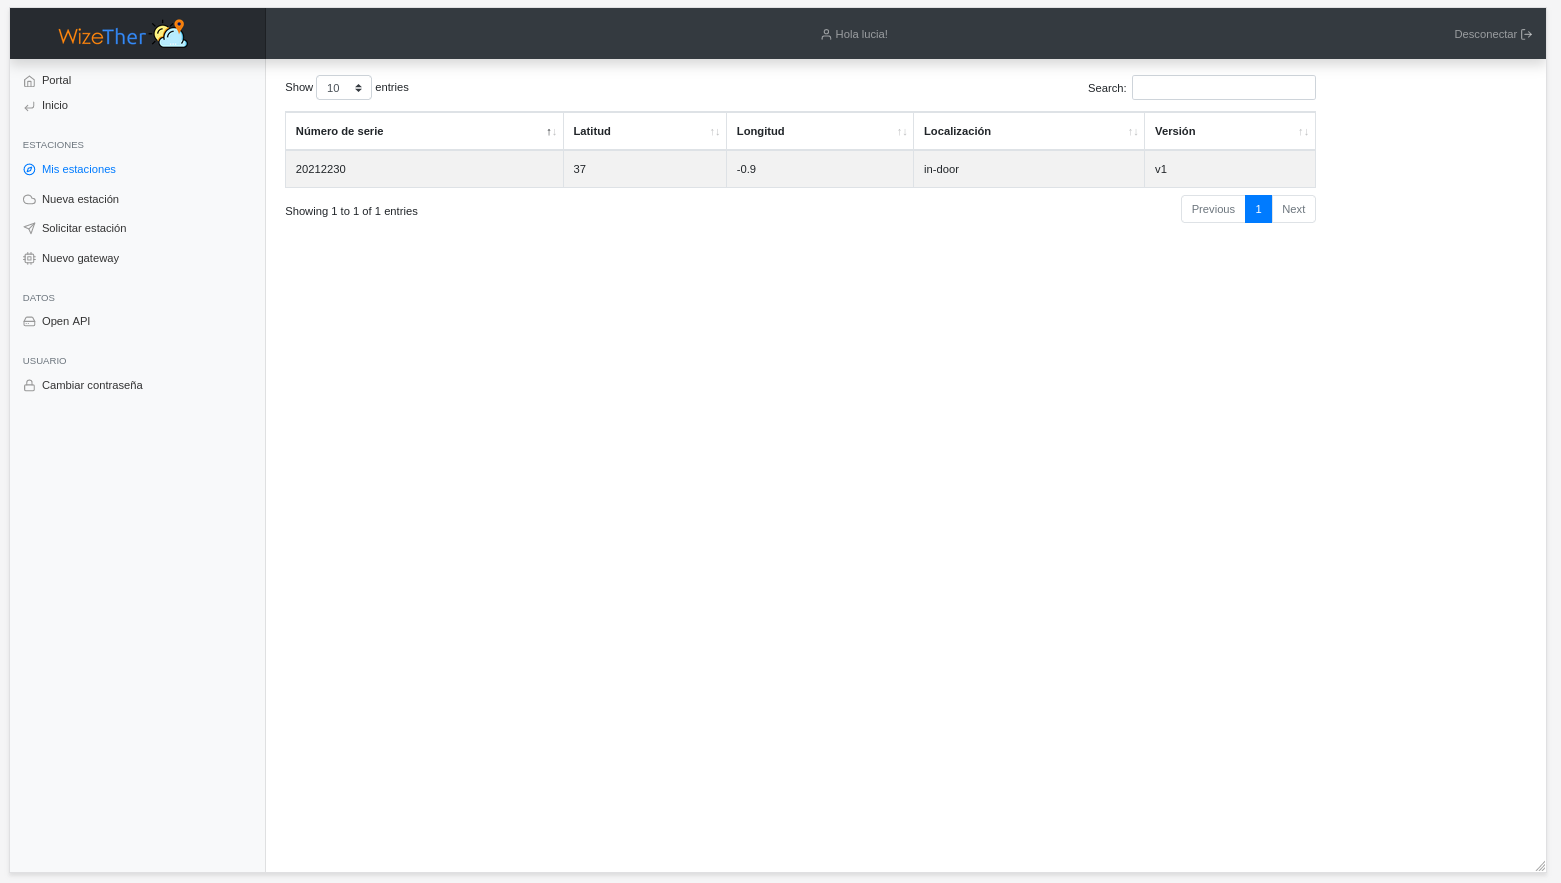 WizeTher
Hola lucia!
Desconectar
Portal
Inicio
ESTACIONES
Mis estaciones
Nueva estación
Solicitar estación
Nuevo gateway
DATOS
Open API
USUARIO
Cambiar contraseña
Show 10 entries
Search:
Número de serie Latitud Longitud Localización Versión
20212230 37 -0.9 in-door v1
Showing 1 to 1 of 1 entries
Previous 1 Next